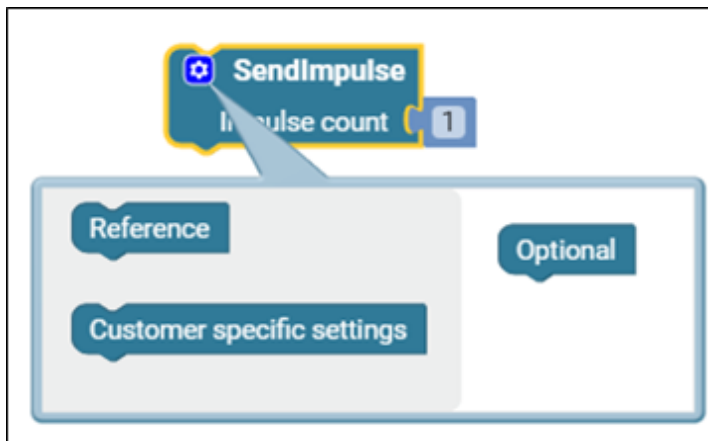 SendImpulse
Impulse count 1
Reference
Optional
Customer specific settings